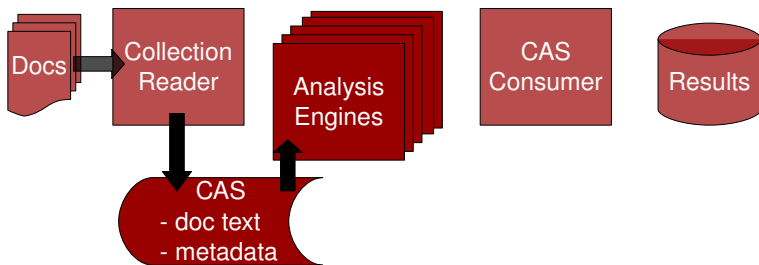 Docs
Collection
Reader
Analysis
Engines
CAS
Consumer
Results
CAS
- doc text
- metadata